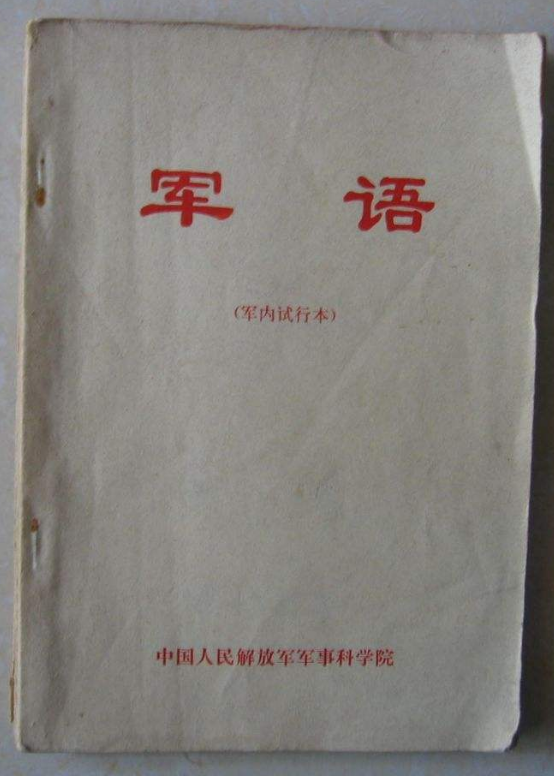 军语
(军内试行本)
中国人民解放军军事科学院